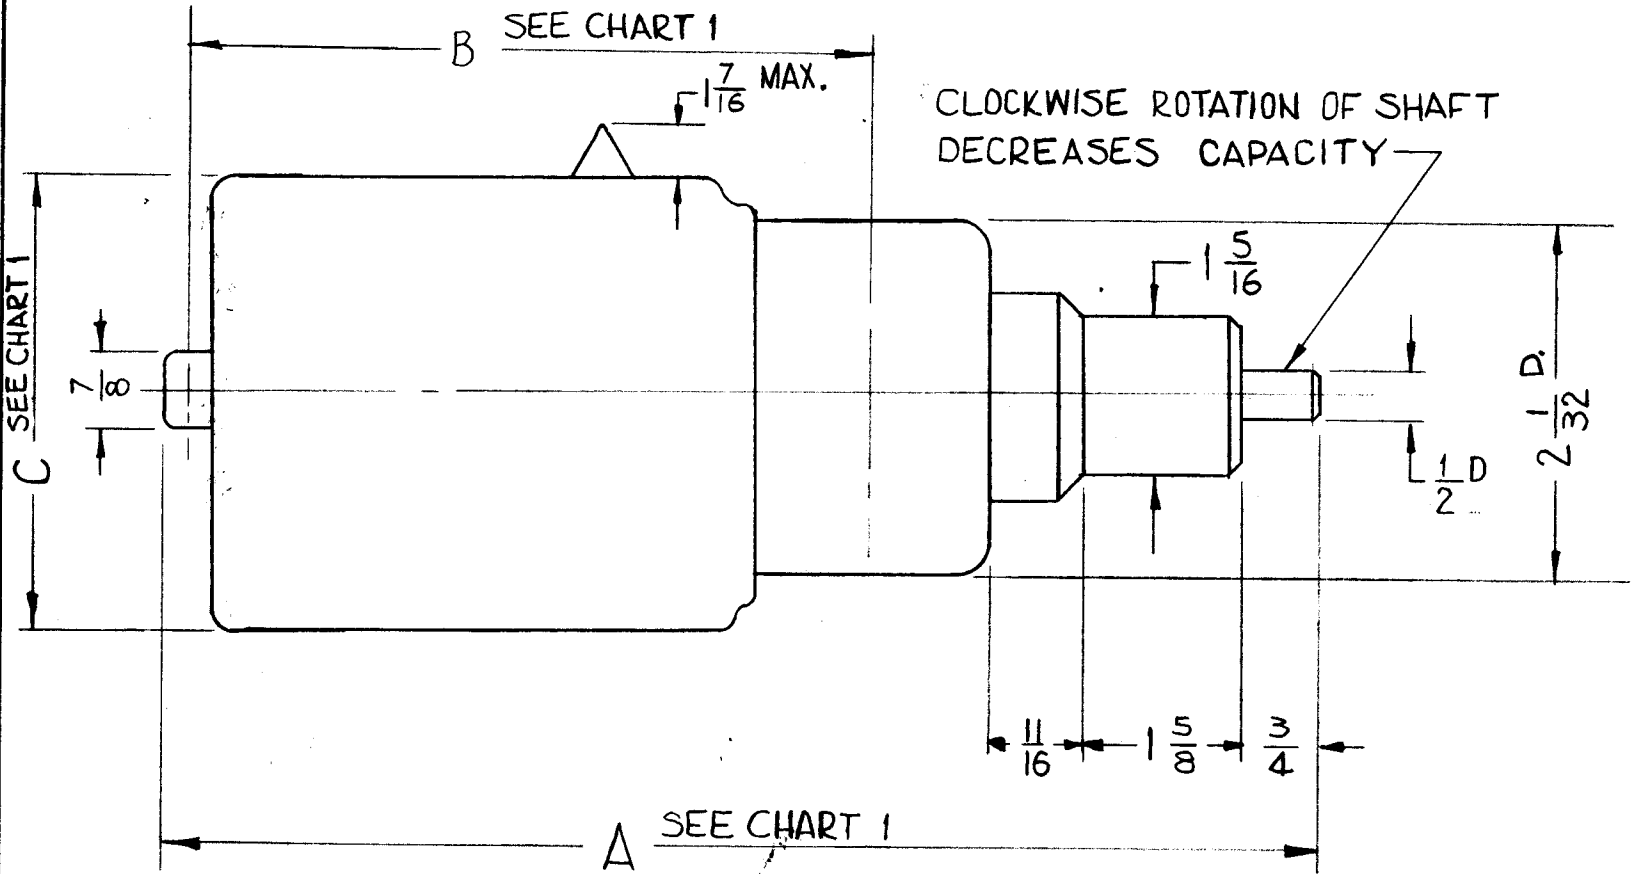 B SEE CHART 1
1 7/16 MAX.
CLOCKWISE ROTATION OF SHAFT
DECREASES CAPACITY
C SEE CHART 1
7/8
1 5/16
2 1/32 D.
1/2 D
11/16
1 5/8
3/4
A SEE CHART 1